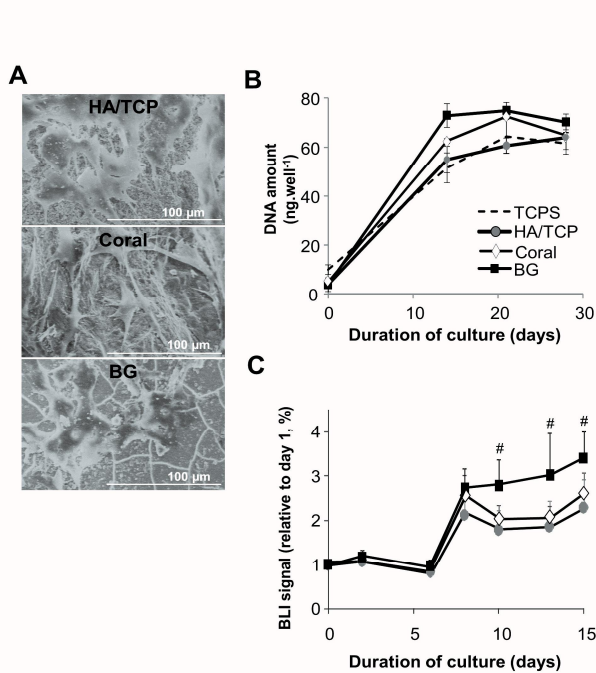 A
HA/TCP
100 µm
Coral
100 µm
BG
100 µm
B
DNA amount
(ng.well-1)
80
60
40
20
0
TCPS
HA/TCP
Coral
BG
0
10
20
30
Duration of culture (days)
C
BLI signal (relative to day 1, %)
4
3
2
1
0
#
#
#
0
5
10
15
Duration of culture (days)